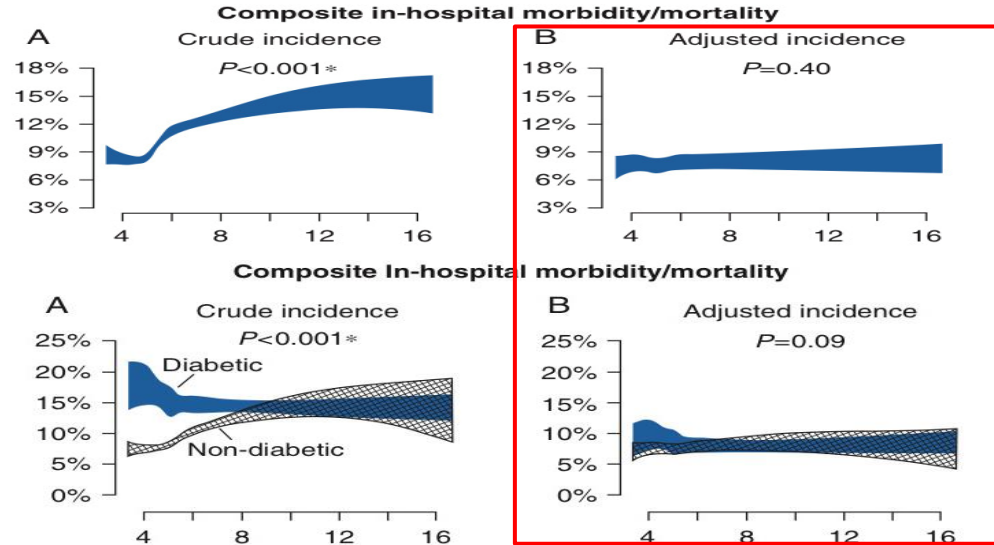 Composite in-hospital morbidity/mortality
A
Crude incidence
P<0.001*
18%
15%
12%
9%
6%
3%
4 8 12 16
B
Adjusted incidence
P=0.40
18%
15%
12%
9%
6%
3%
4 8 12 16
Composite In-hospital morbidity/mortality
A
Crude incidence
P<0.001*
25%
20%
15%
10%
5%
0%
Diabetic
Non-diabetic
4 8 12 16
B
Adjusted incidence
P=0.09
25%
20%
15%
10%
5%
0%
4 8 12 16